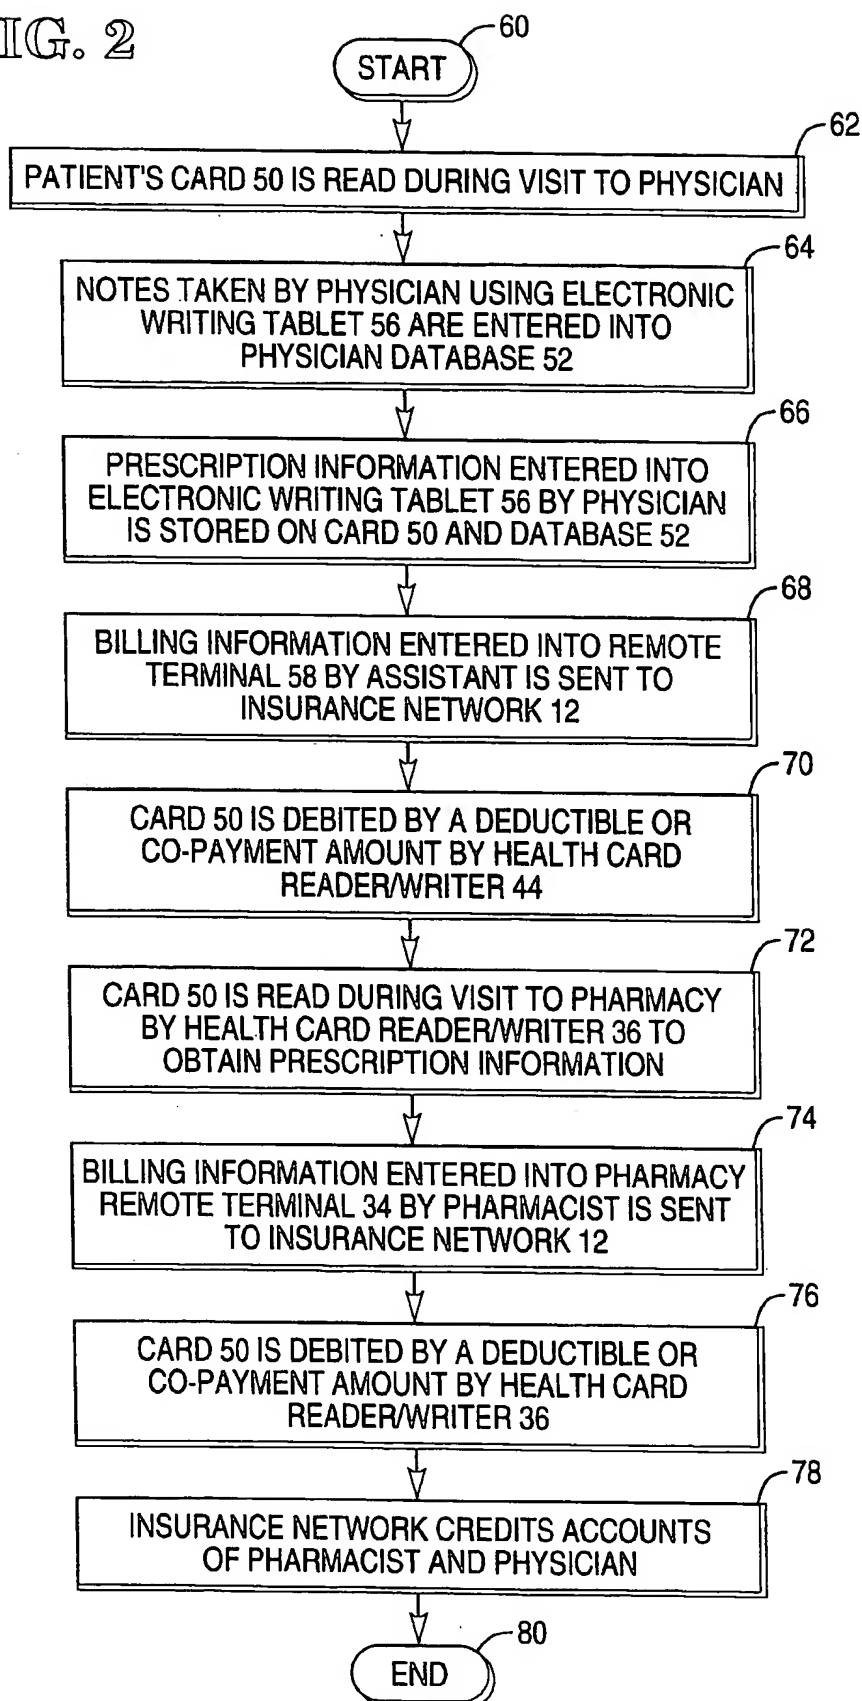 IG. 2
60
START
62
PATIENT'S CARD 50 IS READ DURING VISIT TO PHYSICIAN
64
NOTES TAKEN BY PHYSICIAN USING ELECTRONIC
WRITING TABLET 56 ARE ENTERED INTO
PHYSICIAN DATABASE 52
66
PRESCRIPTION INFORMATION ENTERED INTO
ELECTRONIC WRITING TABLET 56 BY PHYSICIAN
IS STORED ON CARD 50 AND DATABASE 52
68
BILLING INFORMATION ENTERED INTO REMOTE
TERMINAL 58 BY ASSISTANT IS SENT TO
INSURANCE NETWORK 12
70
CARD 50 IS DEBITED BY A DEDUCTIBLE OR
CO-PAYMENT AMOUNT BY HEALTH CARD
READER/WRITER 44
72
CARD 50 IS READ DURING VISIT TO PHARMACY
BY HEALTH CARD READER/WRITER 36 TO
OBTAIN PRESCRIPTION INFORMATION
74
BILLING INFORMATION ENTERED INTO PHARMACY
REMOTE TERMINAL 34 BY PHARMACIST IS SENT
TO INSURANCE NETWORK 12
76
CARD 50 IS DEBITED BY A DEDUCTIBLE OR
CO-PAYMENT AMOUNT BY HEALTH CARD
READER/WRITER 36
78
INSURANCE NETWORK CREDITS ACCOUNTS
OF PHARMACIST AND PHYSICIAN
80
END